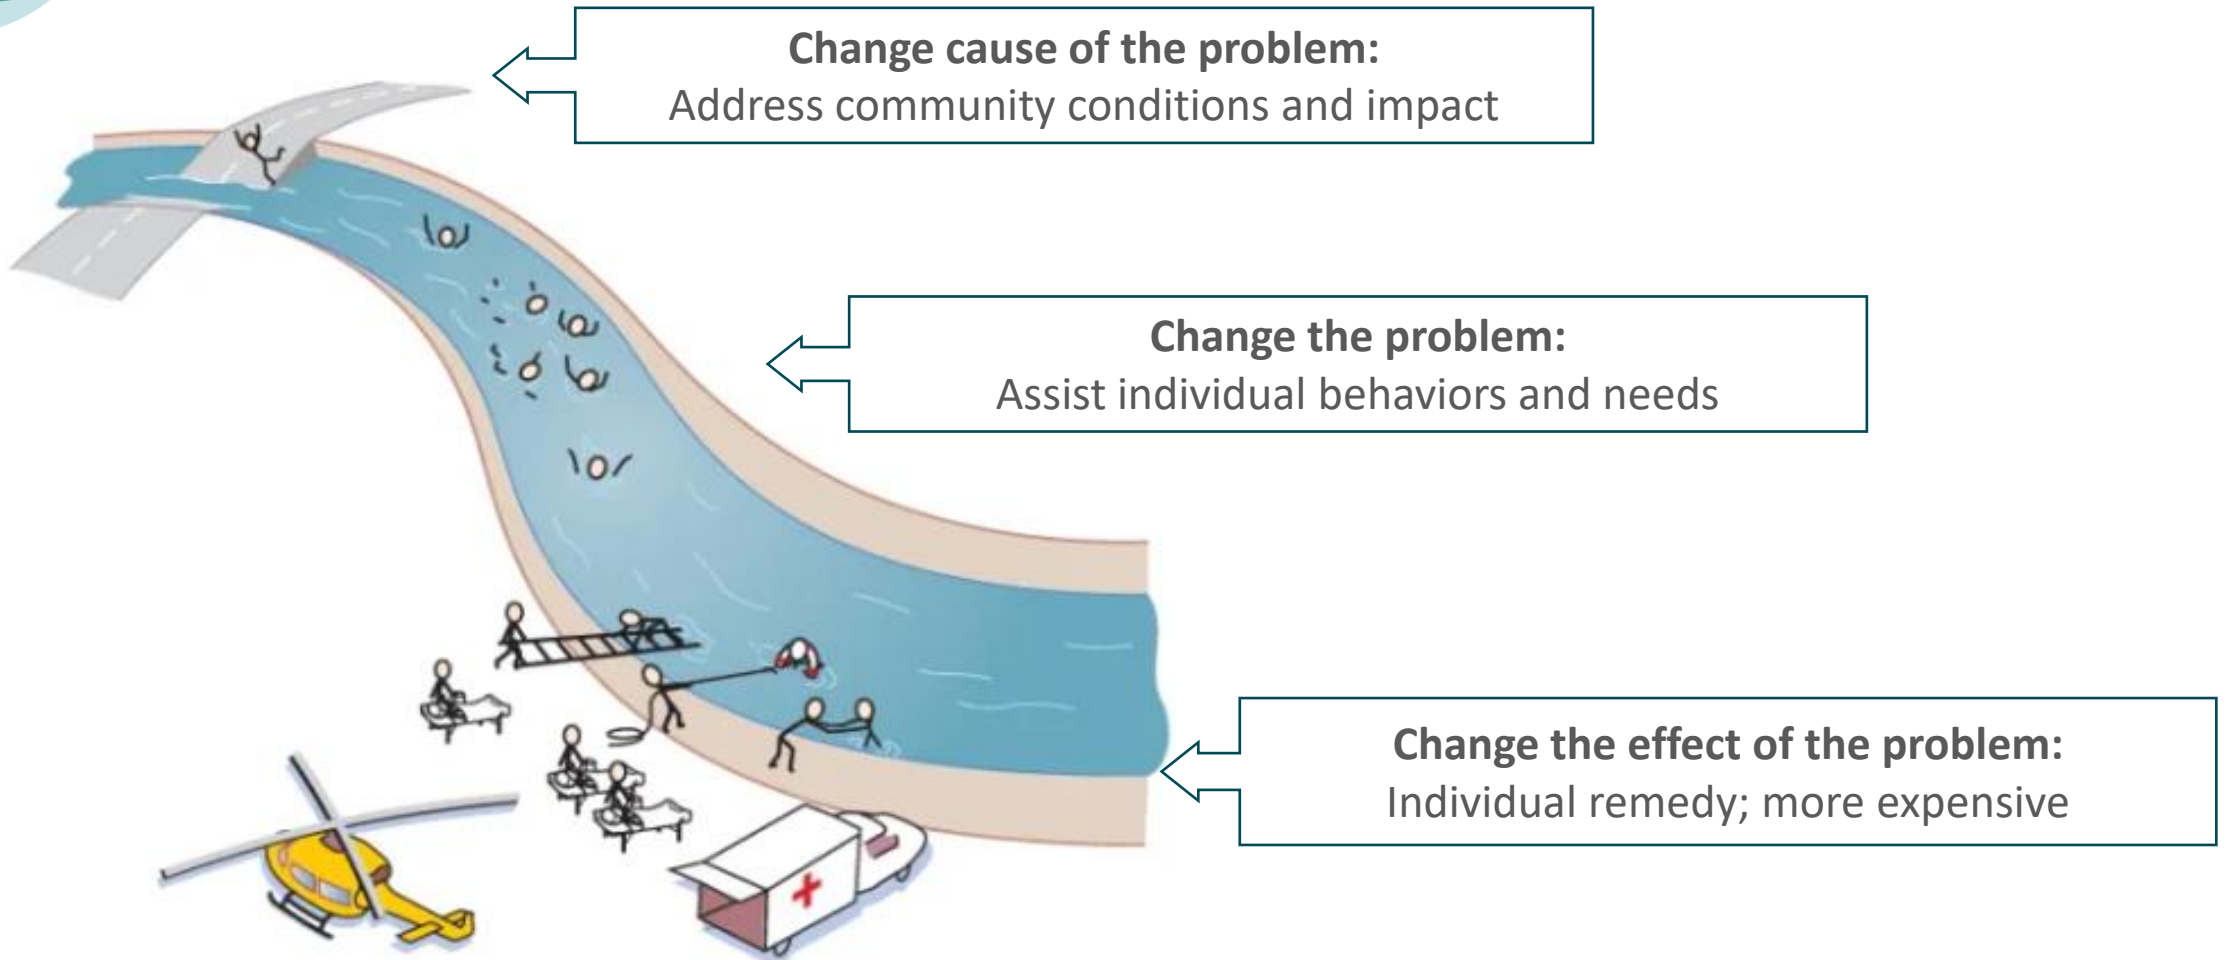 Change cause of the problem:
Address community conditions and impact
Change the problem:
Assist individual behaviors and needs
Change the effect of the problem:
Individual remedy; more expensive